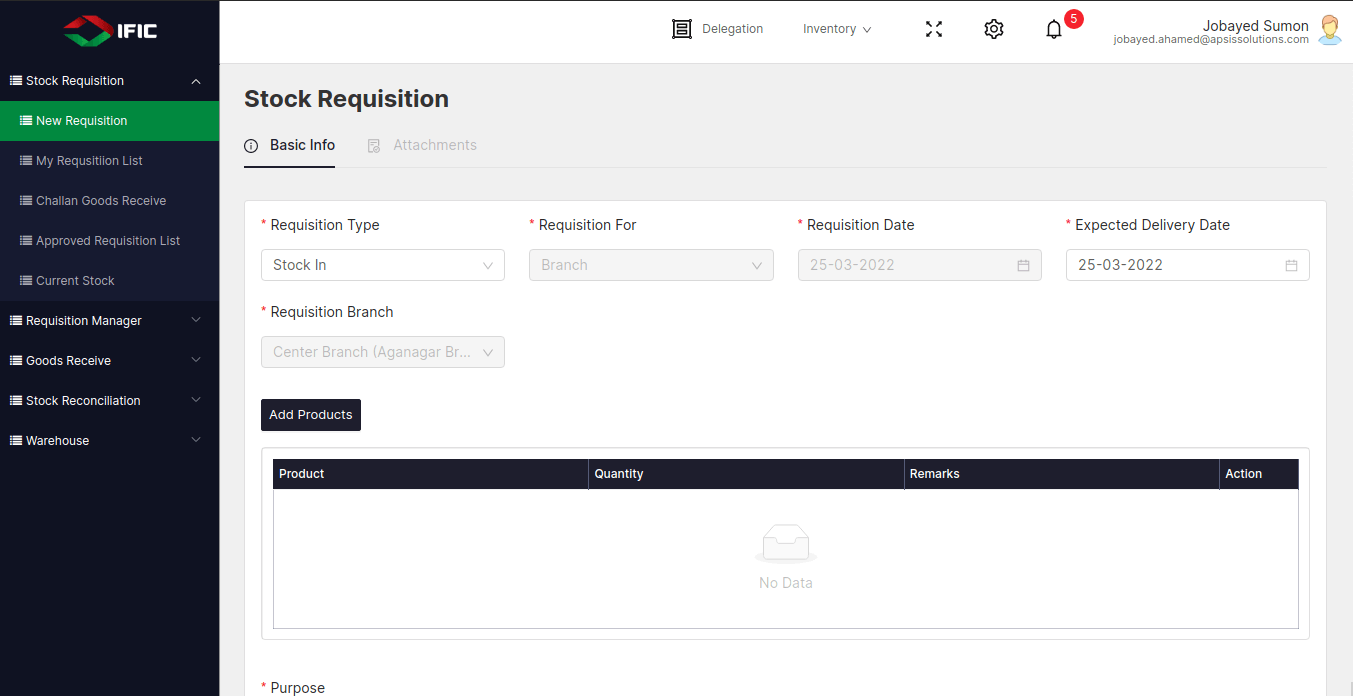 IFIC
Delegation
Inventory
5
Jobayed Sumon
jobayed.ahamed@apsissolutions.com
Stock Requisition
New Requisition
My Requsitiion List
Challan Goods Receive
Approved Requisition List
Current Stock
Requisition Manager
Goods Receive
Stock Reconciliation
Warehouse
Stock Requisition
Basic Info
Attachments
* Requisition Type
* Requisition For
* Requisition Date
* Expected Delivery Date
Stock In
Branch
25-03-2022
25-03-2022
* Requisition Branch
Center Branch (Aganagar Br...
Add Products
Product
Quantity
Remarks
Action
No Data
* Purpose